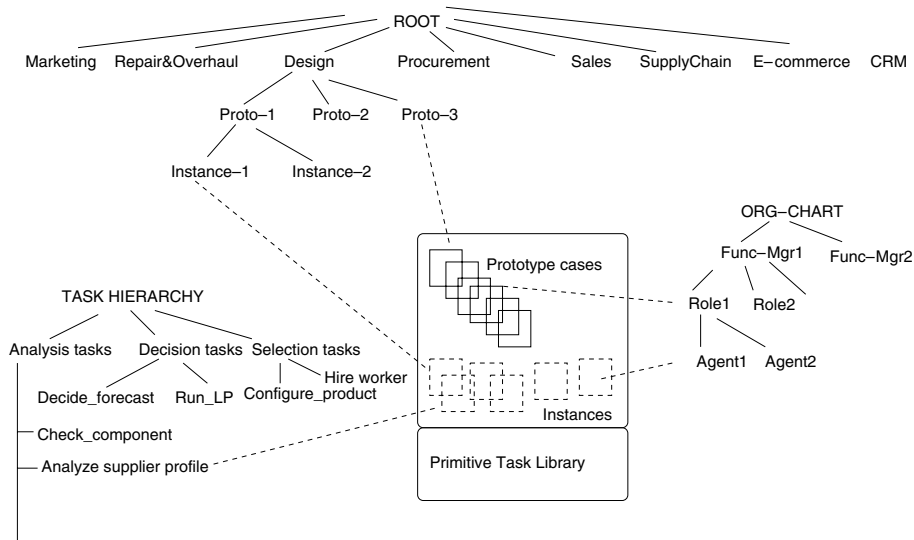 ROOT
Marketing Repair&Overhaul Design Procurement Sales SupplyChain E−commerce CRM
Proto−1 Proto−2 Proto−3
Instance−1 Instance−2
ORG−CHART
Func−Mgr1 Func−Mgr2
Prototype cases
TASK HIERARCHY
Role1 Role2
Analysis tasks Decision tasks Selection tasks
Agent1 Agent2
Hire worker
Decide_forecast Run_LP Configure_product
Instances
Check_component
Analyze supplier profile
Primitive Task Library